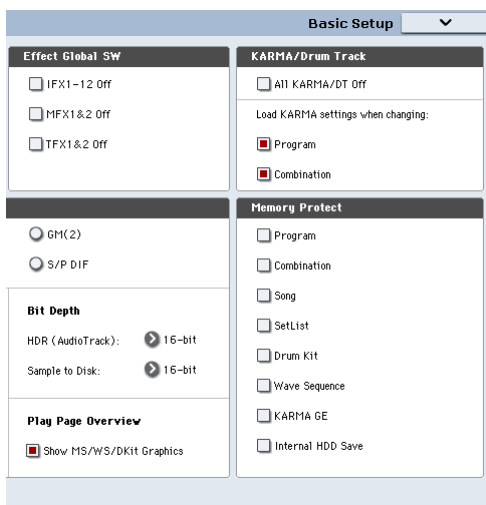 Basic Setup
Effect Global SW
IFX1-12 Off
MFX1&2 Off
TFX1&2 Off
KARMA/Drum Track
All KARMA/DT Off
Load KARMA settings when changing:
Program
Combination
GM(2)
S/P DIF
Bit Depth
HDR (AudioTrack): 16-bit
Sample to Disk: 16-bit
Play Page Overview
Show MS/WS/DKit Graphics
Memory Protect
Program
Combination
Song
SetList
Drum Kit
Wave Sequence
KARMA GE
Internal HDD Save